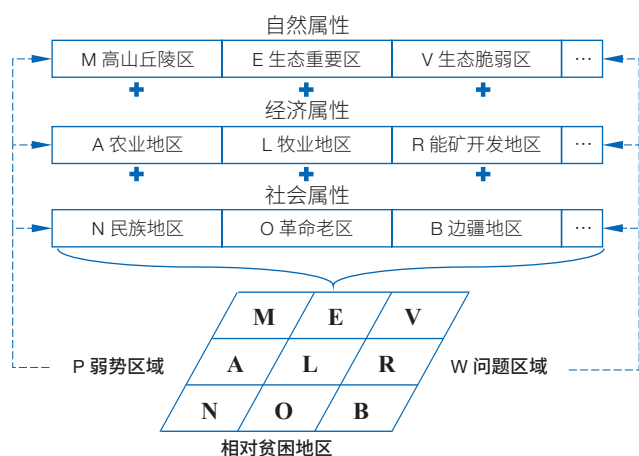 自然属性
M 高山丘陵区 E 生态重要区 V 生态脆弱区 …
经济属性
A 农业地区 L 牧业地区 R 能矿开发地区 …
社会属性
N 民族地区 O 革命老区 B 边疆地区 …
M E V
P 弱势区域 A L R W 问题区域
N O B
相对贫困地区